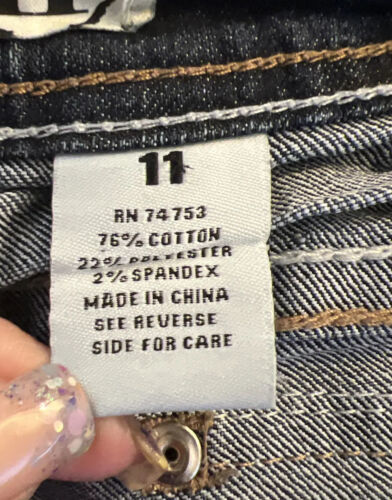 11
RN 74753
76% COTTON
22% POLYESTER
2% SPANDEX
MADE IN CHINA
SEE REVERSE
SIDE FOR CARE